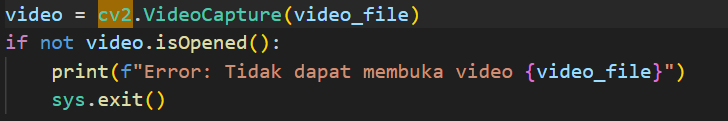 video = cv2.VideoCapture(video_file)
if not video.isOpened():
    print(f"Error: Tidak dapat membuka video {video_file}")
    sys.exit()